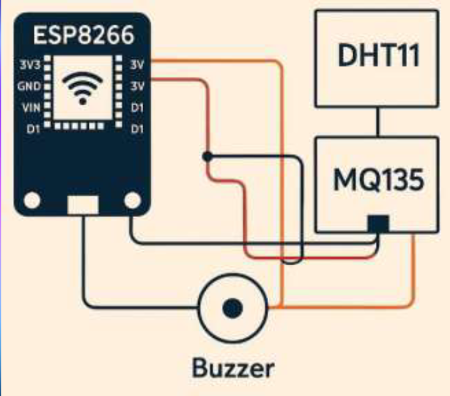 ESP8266
3V3
GND
VIN
D1
3V
3V
D1
D1
DHT11
MQ135
Buzzer